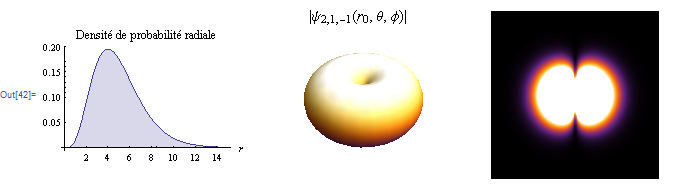 |ψ2,1,−1(r0, θ, ϕ)|
Densité de probabilité radiale
0.20
0.15
Out[42]=
0.10
0.05
2 4 6 8 10 12 14 r